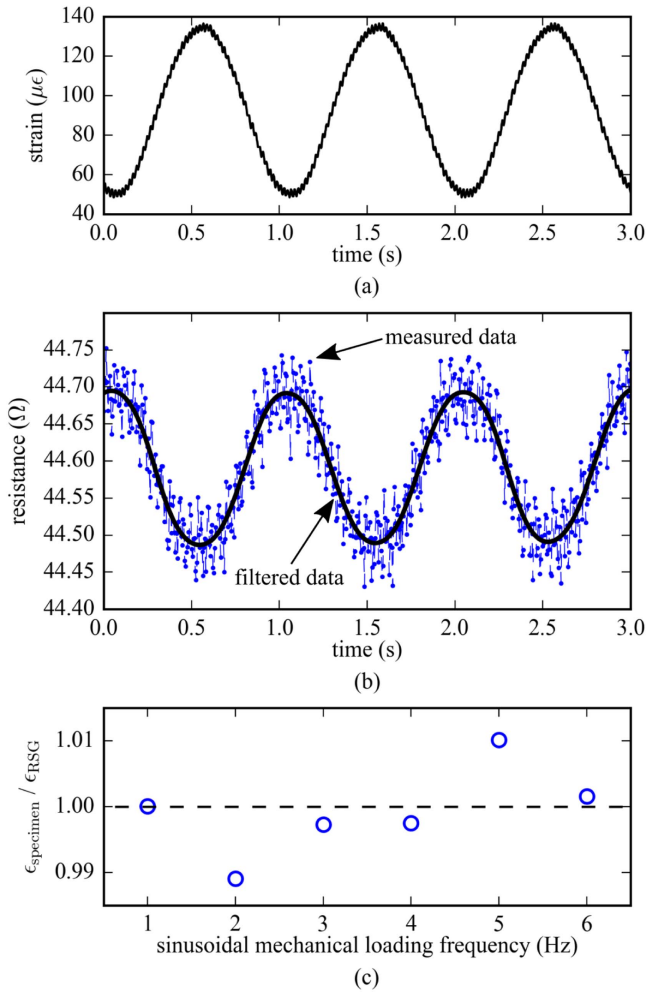 140
120
100
80
60
40
strain (με)
0.0 0.5 1.0 1.5 2.0 2.5 3.0
time (s)
(a)
44.75
44.70
44.65
44.60
44.55
44.50
44.45
44.40
resistance (Ω)
measured data
filtered data
0.0 0.5 1.0 1.5 2.0 2.5 3.0
time (s)
(b)
1.01
1.00
0.99
ϵspecimen / ϵRSG
1 2 3 4 5 6
sinusoidal mechanical loading frequency (Hz)
(c)